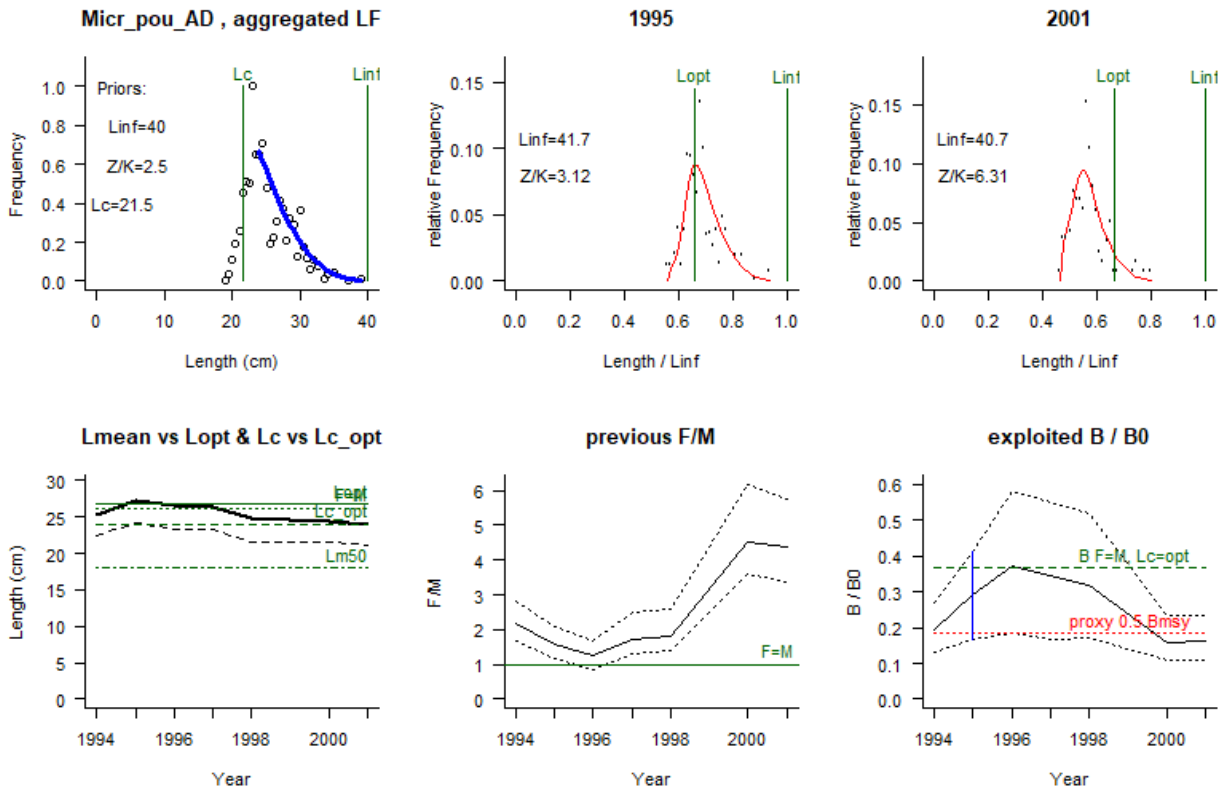 Micr_pou_AD , aggregated LF
Lc
Linf
Priors:
Linf=40
Z/K=2.5
Lc=21.5
Frequency
1.0
0.8
0.6
0.4
0.2
0.0
0 10 20 30 40
Length (cm)
1995
Lopt
Linf
Linf=41.7
Z/K=3.12
relative Frequency
0.15
0.10
0.05
0.00
0.0 0.2 0.4 0.6 0.8 1.0
Length / Linf
2001
Lopt
Linf
Linf=40.7
Z/K=6.31
relative Frequency
0.15
0.10
0.05
0.00
0.0 0.2 0.4 0.6 0.8 1.0
Length / Linf
Lmean vs Lopt & Lc vs Lc_opt
Lopt
F=M
Lc_opt
Lm50
Length (cm)
30
25
20
15
10
5
0
1994 1996 1998 2000
Year
previous F/M
F=M
F/M
6
5
4
3
2
1
0
1994 1996 1998 2000
Year
exploited B / B0
B F=M, Lc=opt
proxy 0.5 Bmsy
B / B0
0.6
0.5
0.4
0.3
0.2
0.1
0.0
1994 1996 1998 2000
Year